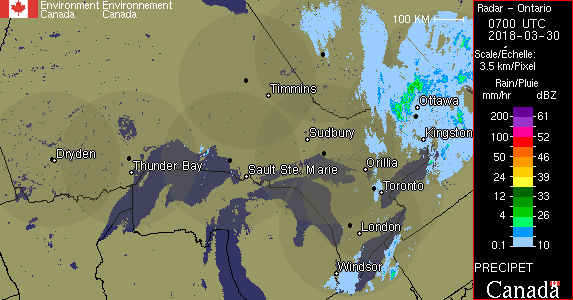 Environment Environnement
Canada Canada
100 KM
Timmins
Ottawa
Sudbury
Kingston
Dryden
Thunder Bay
Sault Ste. Marie
Orillia
Toronto
London
Windsor
Radar - Ontario
0700 UTC
2018-03-30
Scale/Échelle:
3.5 km/Pixel
Rain/Pluie
mm/hr dBZ
200 61
100 52
50 46
24 39
12 33
4 26
0.1 10
PRECIPET
Canada